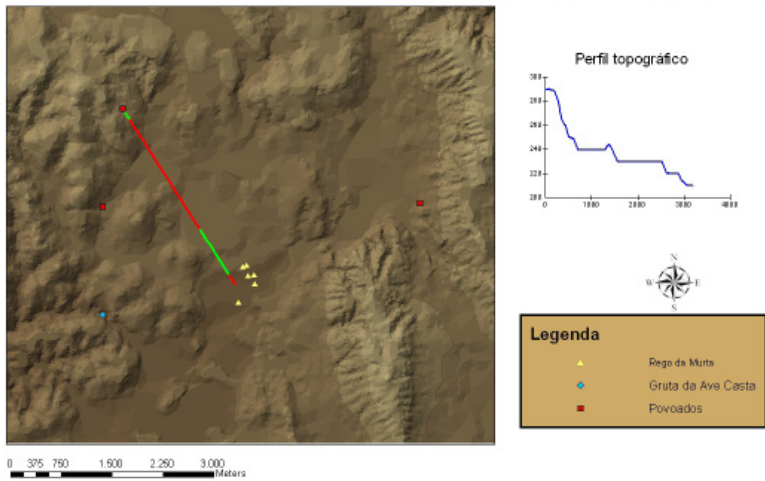 Perfil topográfico
300
280
260
240
220
200
0 1000 2000 3000 4000
N
W E
S
Legenda
Rego da Murta
Gruta da Ave Casta
Povoados
0 375 750 1.500 2.250 3.000
Meters